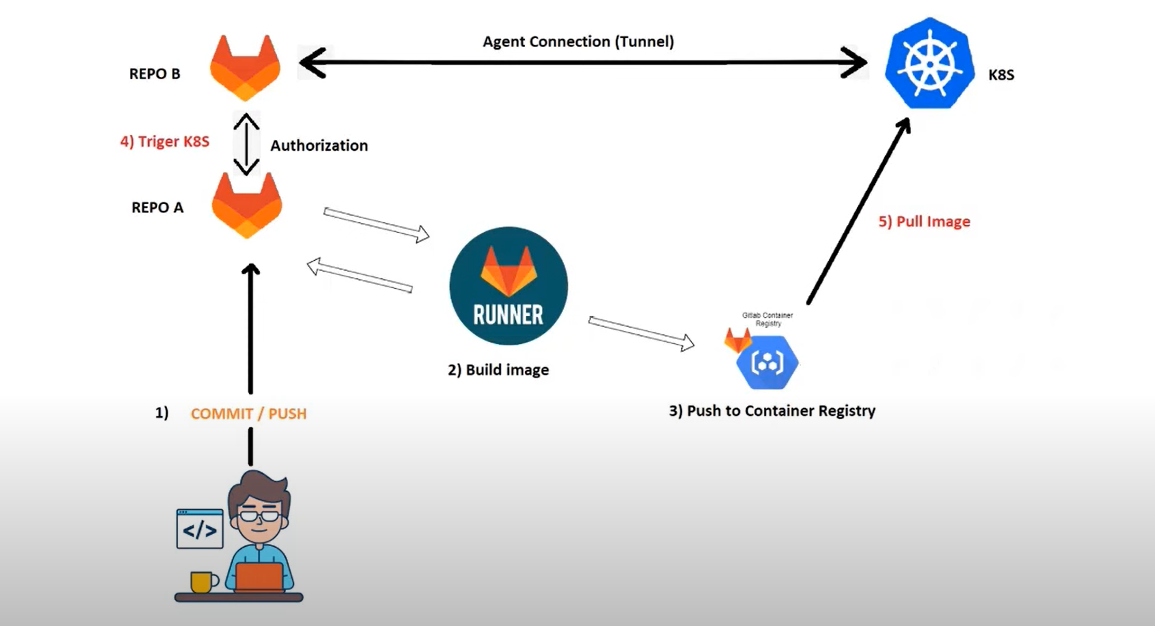 Agent Connection (Tunnel)
REPO B
K8S
4) Triger K8S
Authorization
REPO A
5) Pull Image
RUNNER
Gitlab Container
Registry
2) Build image
3) Push to Container Registry
1) COMMIT / PUSH
</>